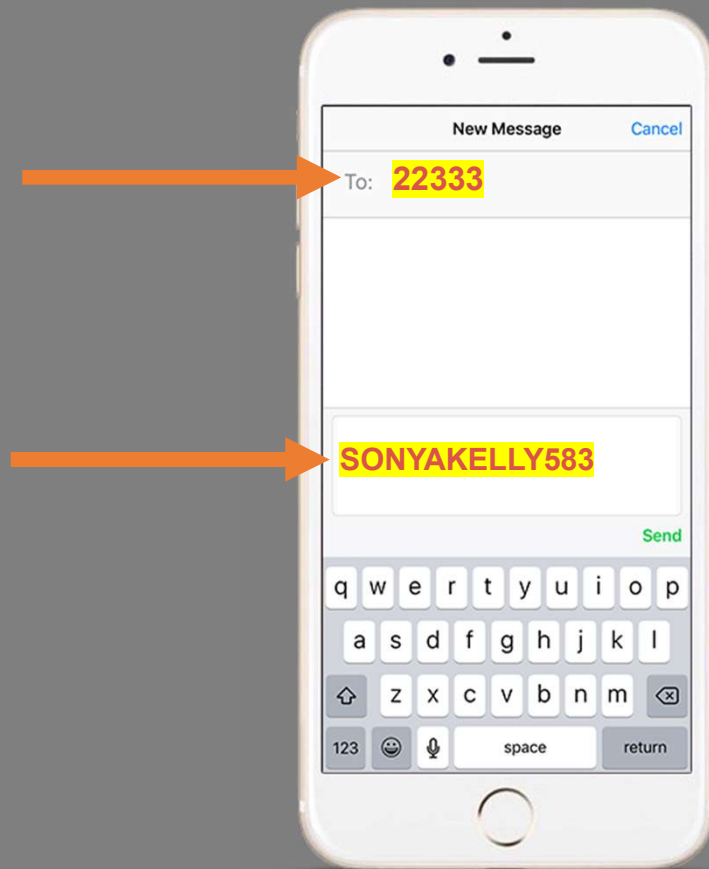 New Message Cancel
To: 22333
SONYAKELLY583
Send
q w e r t y u i o p
a s d f g h j k l
z x c v b n m
123 space return